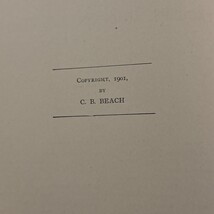 Copyright, 1901,
BY
C. B. BEACH